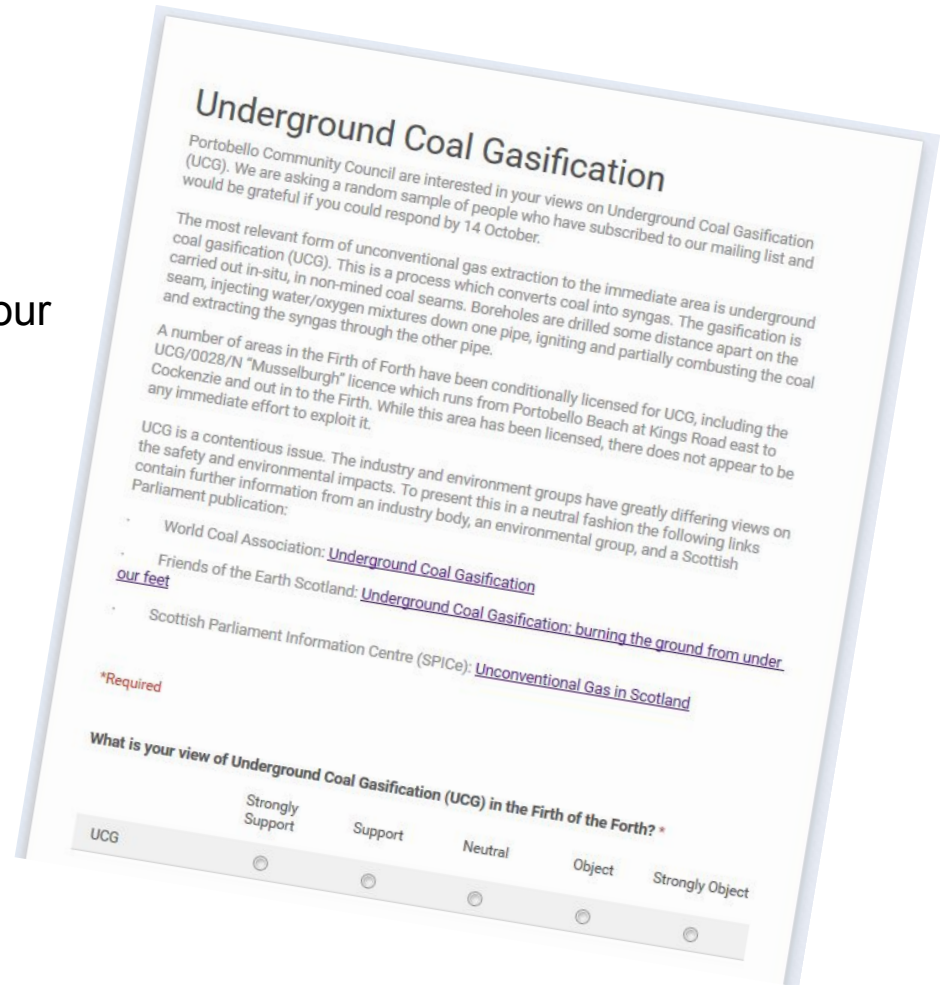 our
Underground Coal Gasification
Portobello Community Council are interested in your views on Underground Coal Gasification
(UCG). We are asking a random sample of people who have subscribed to our mailing list and
would be grateful if you could respond by 14 October.
The most relevant form of unconventional gas extraction to the immediate area is underground
coal gasification (UCG). This is a process which converts coal into syngas. The gasification is
carried out in-situ, in non-mined coal seams. Boreholes are drilled some distance apart on the
seam, injecting water/oxygen mixtures down one pipe, igniting and partially combusting the coal
and extracting the syngas through the other pipe.
A number of areas in the Firth of Forth have been conditionally licensed for UCG, including the
UCG/0028/N “Musselburgh” licence which runs from Portobello Beach at Kings Road east to
Cockenzie and out in to the Firth. While this area has been licensed, there does not appear to be
any immediate effort to exploit it.
UCG is a contentious issue. The industry and environment groups have greatly differing views on
the safety and environmental impacts. To present this in a neutral fashion the following links
contain further information from an industry body, an environmental group, and a Scottish
Parliament publication:
· World Coal Association: Underground Coal Gasification
· Friends of the Earth Scotland: Underground Coal Gasification: burning the ground from under
our feet
· Scottish Parliament Information Centre (SPICe): Unconventional Gas in Scotland
*Required
What is your view of Underground Coal Gasification (UCG) in the Firth of the Forth? *
Strongly Support Support Neutral Object Strongly Object
UCG